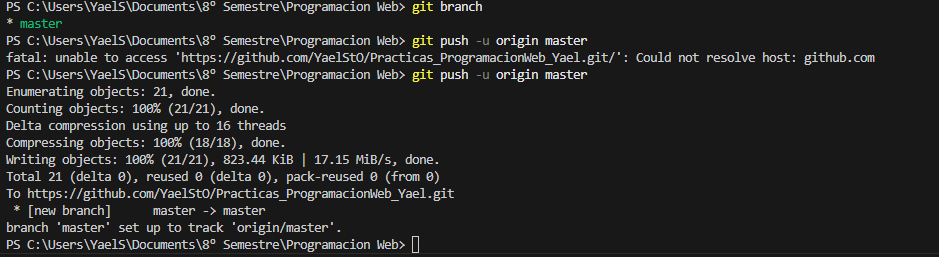 PS C:\Users\YaelS\Documents\8º Semestre\Programacion Web> git branch
* master
PS C:\Users\YaelS\Documents\8º Semestre\Programacion Web> git push -u origin master
fatal: unable to access 'https://github.com/YaelStO/Practicas_ProgramacionWeb_Yael.git/': Could not resolve host: github.com
PS C:\Users\YaelS\Documents\8º Semestre\Programacion Web> git push -u origin master
Enumerating objects: 21, done.
Counting objects: 100% (21/21), done.
Delta compression using up to 16 threads
Compressing objects: 100% (18/18), done.
Writing objects: 100% (21/21), 823.44 KiB | 17.15 MiB/s, done.
Total 21 (delta 0), reused 0 (delta 0), pack-reused 0 (from 0)
To https://github.com/YaelStO/Practicas_ProgramacionWeb_Yael.git
 * [new branch]      master -> master
branch 'master' set up to track 'origin/master'.
PS C:\Users\YaelS\Documents\8º Semestre\Programacion Web>